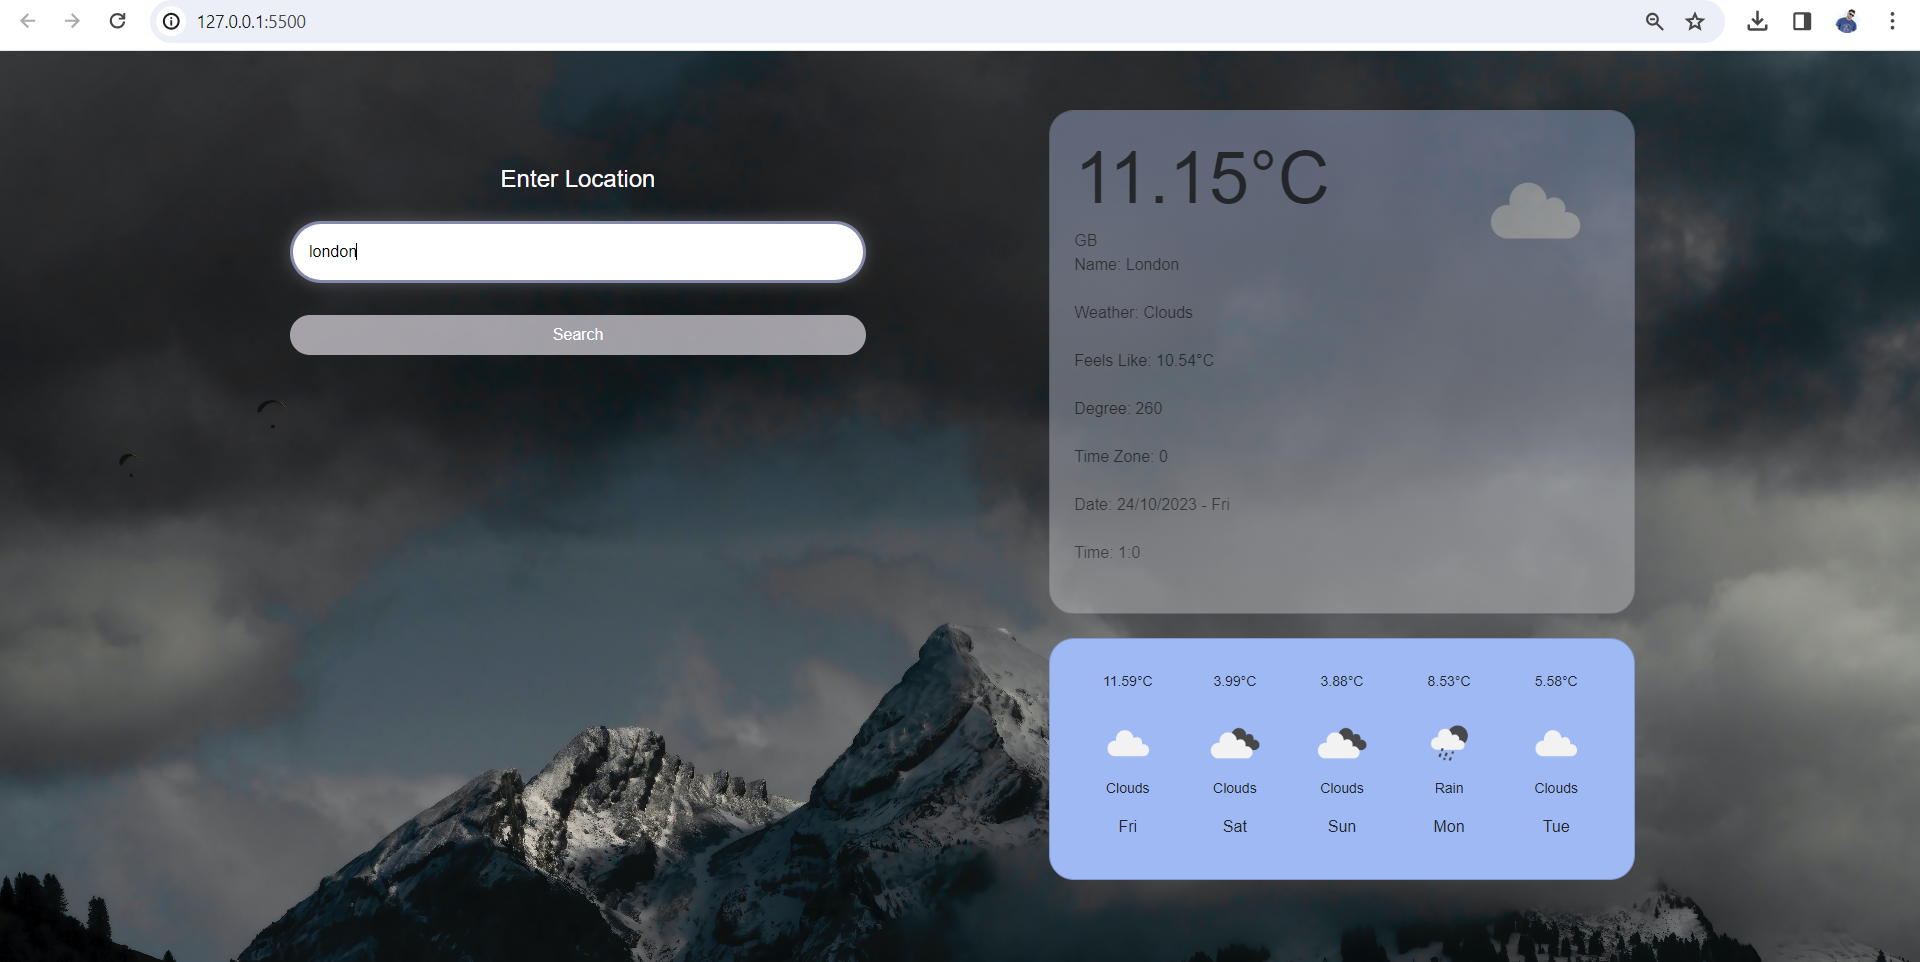 127.0.0.1:5500
Enter Location
london
Search
11.15°C
GB
Name: London
Weather: Clouds
Feels Like: 10.54°C
Degree: 260
Time Zone: 0
Date: 24/10/2023 - Fri
Time: 1:0
11.59°C 3.99°C 3.88°C 8.53°C 5.58°C
Clouds Clouds Clouds Rain Clouds
Fri Sat Sun Mon Tue